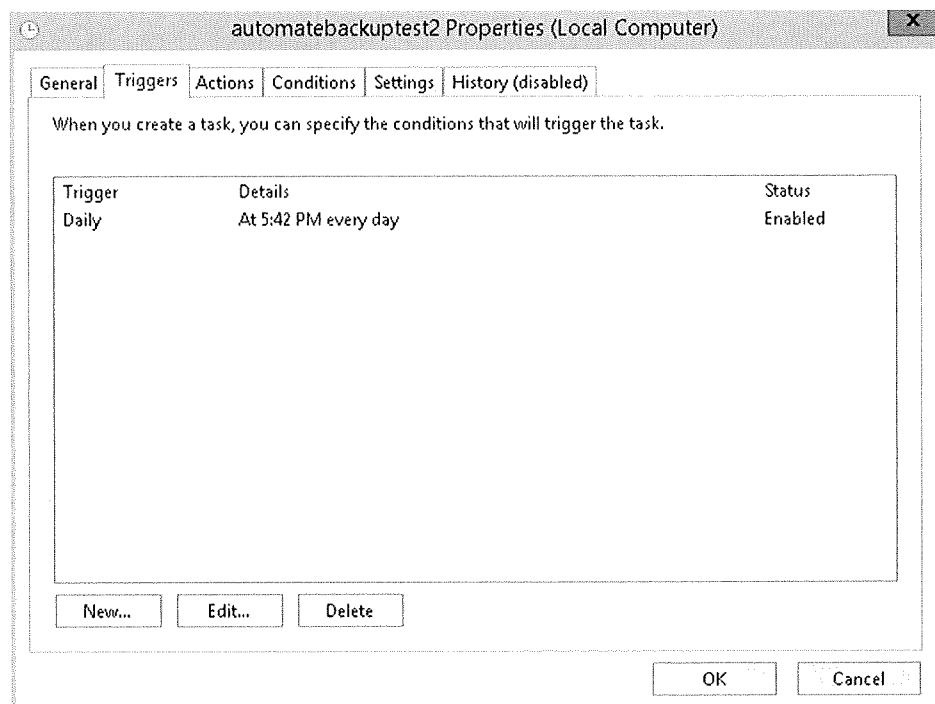 automatebackuptest2 Properties (Local Computer)
x
General Triggers Actions Conditions Settings History (disabled)
When you create a task, you can specify the conditions that will trigger the task.
Trigger Details Status
Daily At 5:42 PM every day Enabled
New... Edit... Delete
OK Cancel